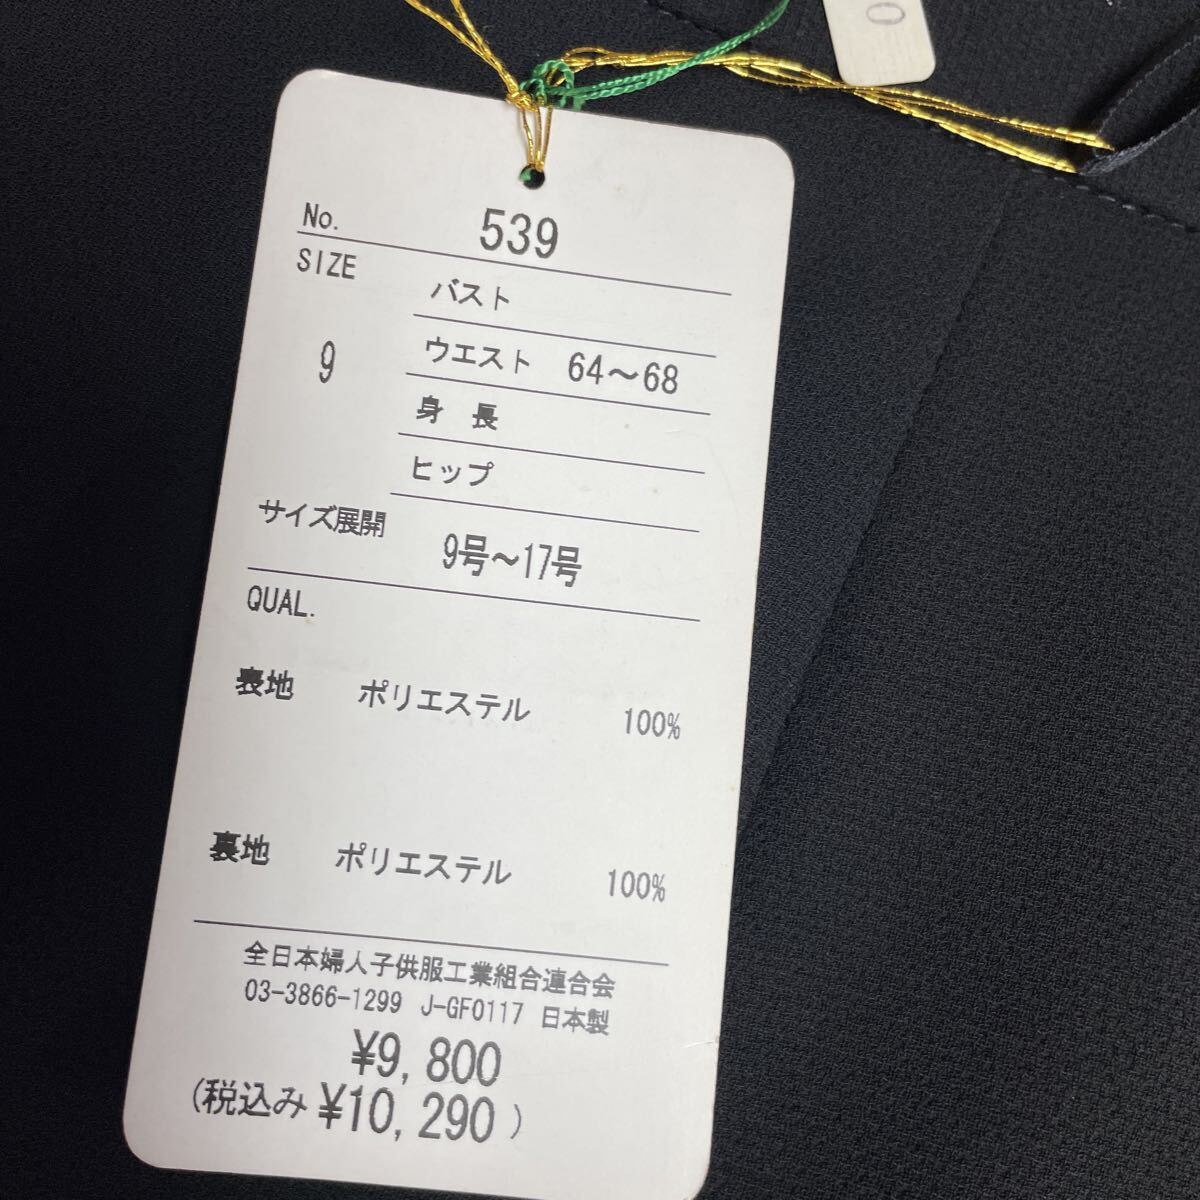 0
No. 539
SIZE
バスト
9
ウエスト 64～68
身長
ヒップ
サイズ展開 9号～17号
QUAL.
表地 ポリエステル 100%
裏地 ポリエステル 100%
全日本婦人子供服工業組合連合会
03-3866-1299 J-GF0117 日本製
¥9,800
(税込み ¥10,290 )